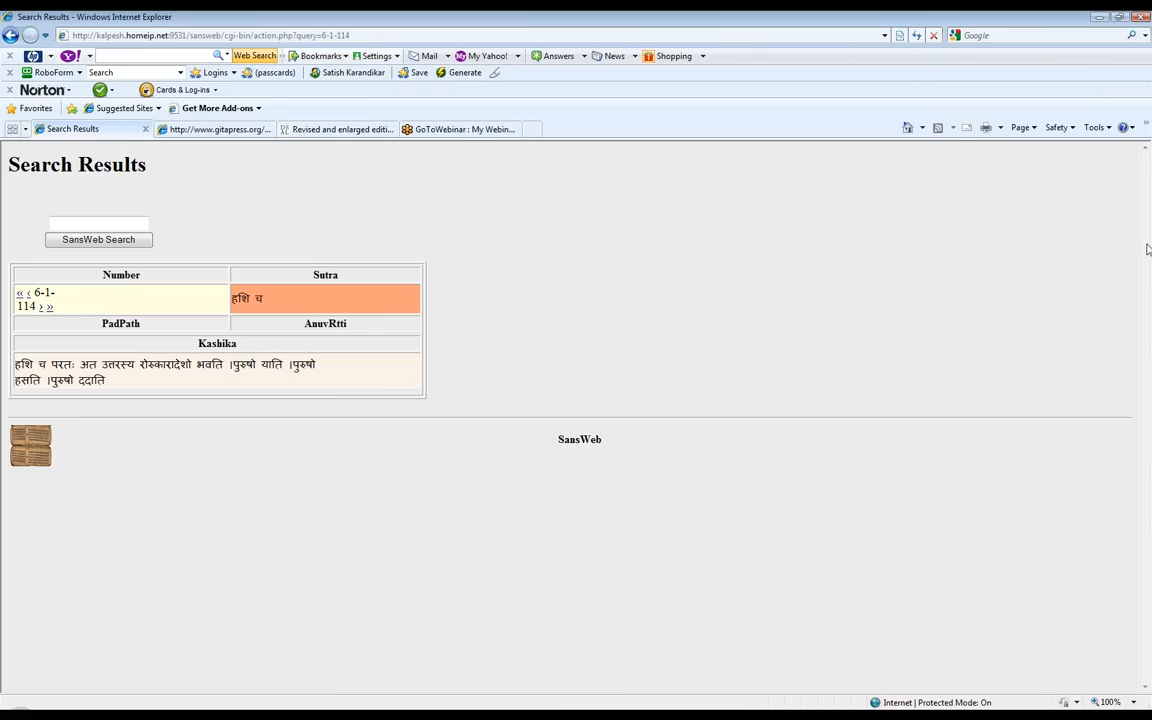 Search Results - Windows Internet Explorer
http://kalpesh.homeip.net:9531/sansweb/cgi-bin/action.php?query=6-1-114
Google
Web Search
Bookmarks
Settings
Mail
My Yahoo!
Answers
News
Shopping
RoboForm
Search
Logins
(passcards)
Satish Karandikar
Save
Generate
Norton
Cards & Log-ins
Favorites
Suggested Sites
Get More Add-ons
Search Results
http://www.gitapress.org/...
Revised and enlarged editi...
GoToWebinar : My Webin...
Page
Safety
Tools
Search Results
SansWeb Search
Number
Sutra
« ‹ 6-1-
114 › »
हशि च
PadPath
AnuvRtti
Kashika
हशि च परतः अत उत्तरस्य रोरुकारादेशो भवति ।पुरुषो याति ।पुरुषो
हसति ।पुरुषो ददाति
SansWeb
Internet | Protected Mode: On
100%